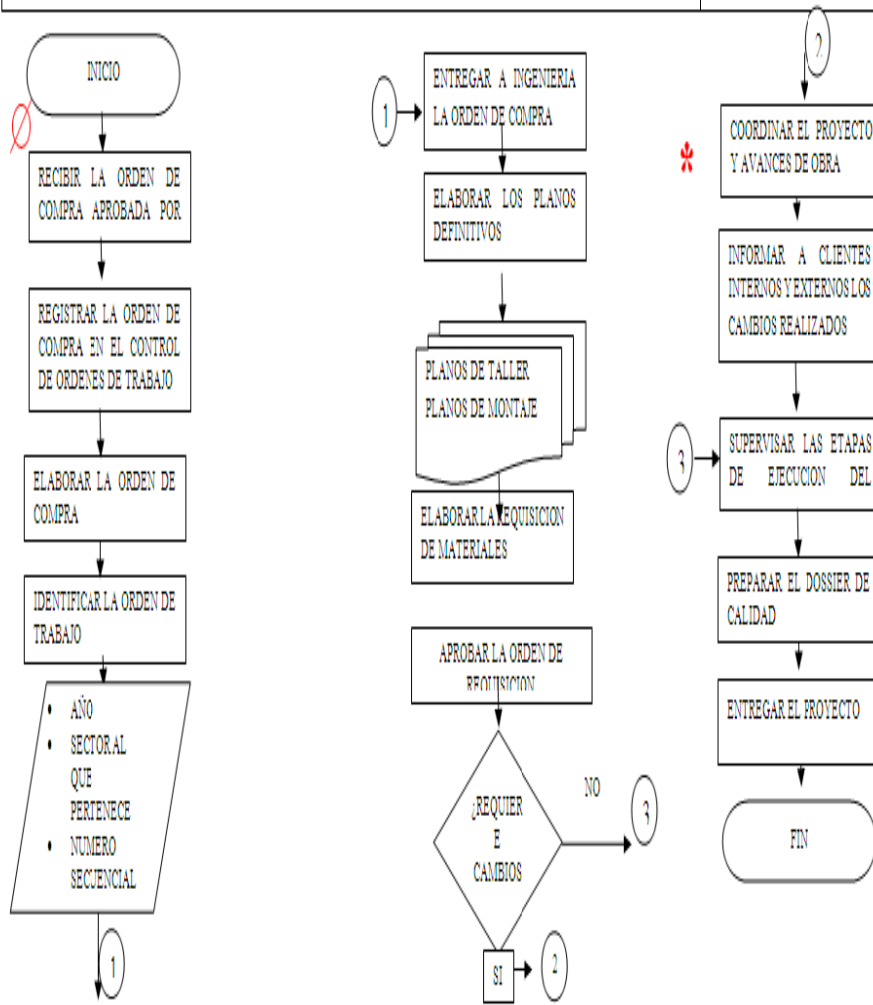 INICIO
RECIBIR LA ORDEN DE
COMPRA APROBADA POR
REGISTRAR LA ORDEN DE
COMPRA EN EL CONTROL
DE ORDENES DE TRABAJO
ELABORAR LA ORDEN DE
COMPRA
IDENTIFICAR LA ORDEN DE
TRABAJO
• AÑO
• SECTOR AL
QUE
PERTENECE
• NUMERO
SECUENCIAL
1
1
ENTREGAR A INGENIERIA
LA ORDEN DE COMPRA
ELABORAR LOS PLANOS
DEFINITIVOS
PLANOS DE TALLER
PLANOS DE MONTAJE
ELABORAR LA REQUISICION
DE MATERIALES
APROBAR LA ORDEN DE
REQUISICION
¿REQUIER
E
CAMBIOS
NO
3
SI
2
2
*
COORDINAR EL PROYECTO
Y AVANCES DE OBRA
INFORMAR A CLIENTES
INTERNOS Y EXTERNOS LOS
CAMBIOS REALIZADOS
3
SUPERVISAR LAS ETAPAS
DE EJECUCION DEL
PREPARAR EL DOSSIER DE
CALIDAD
ENTREGAR EL PROYECTO
FIN